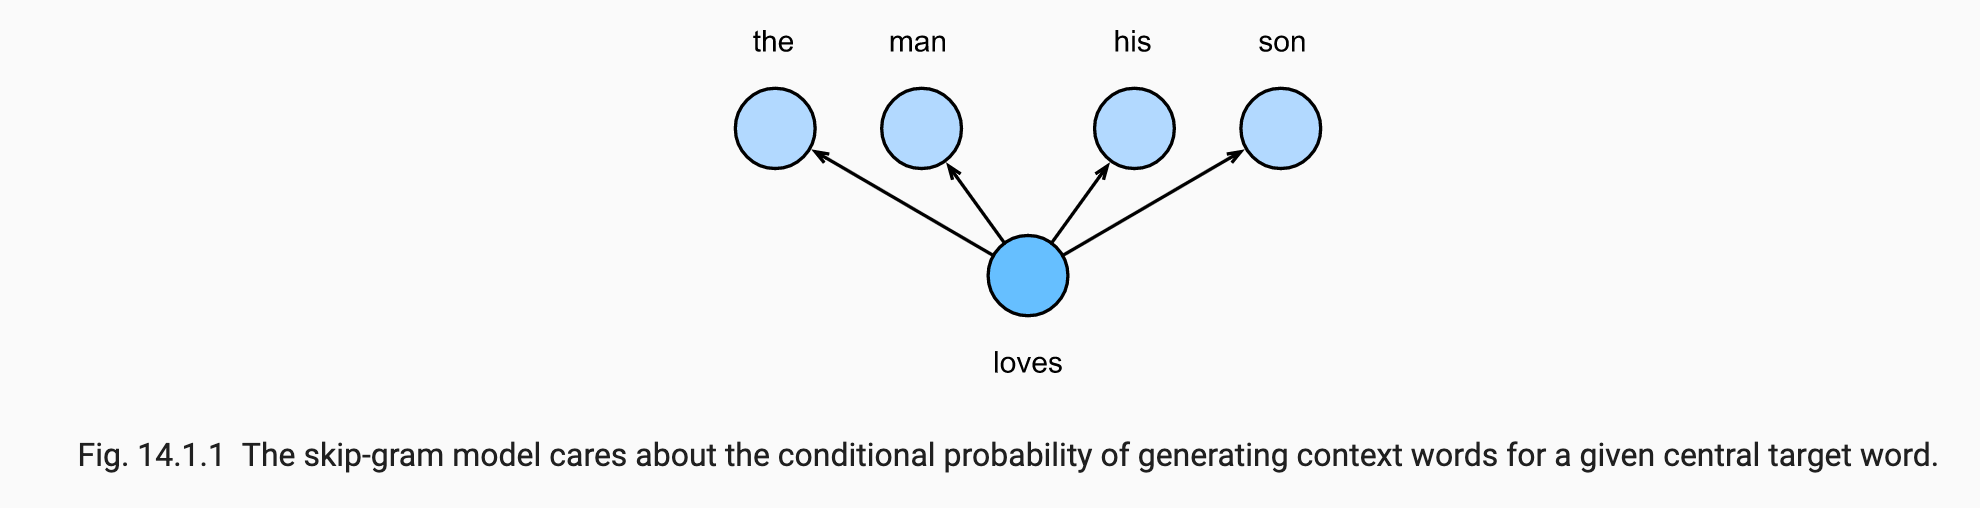 the man his son
loves
Fig. 14.1.1 The skip-gram model cares about the conditional probability of generating context words for a given central target word.